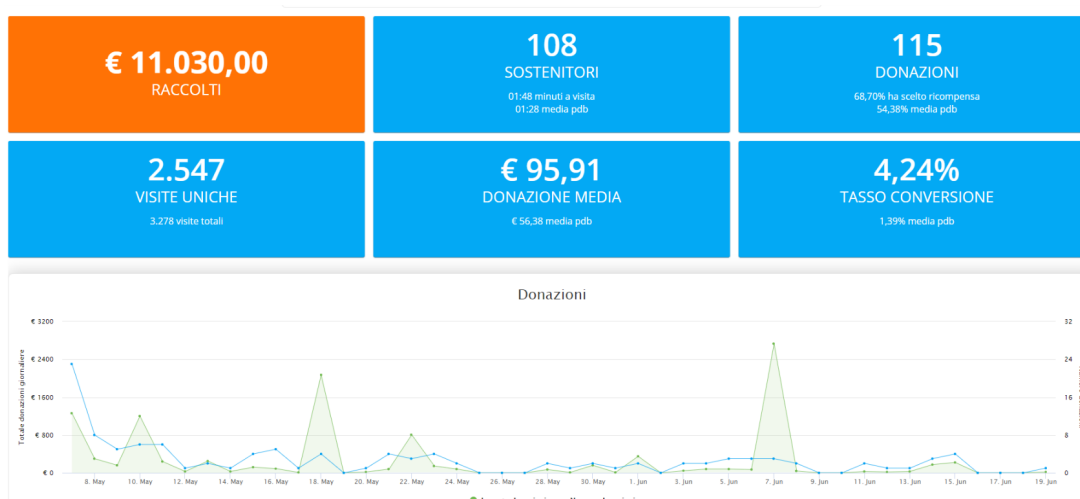 € 11.030,00
RACCOLTI
108
SOSTENITORI
01:48 minuti a visita
01:28 media pdb
115
DONAZIONI
68,70% ha scelto ricompensa
54,38% media pdb
2.547
VISITE UNICHE
3.278 visite totali
€ 95,91
DONAZIONE MEDIA
€ 56,38 media pdb
4,24%
TASSO CONVERSIONE
1,39% media pdb
Donazioni
Totale donazioni giornaliere
€ 3200
€ 2400
€ 1600
€ 800
€ 0
32
24
16
8
0
8. May
10. May
12. May
14. May
16. May
18. May
20. May
22. May
24. May
26. May
28. May
30. May
1. Jun
3. Jun
5. Jun
7. Jun
9. Jun
11. Jun
13. Jun
15. Jun
17. Jun
19. Jun